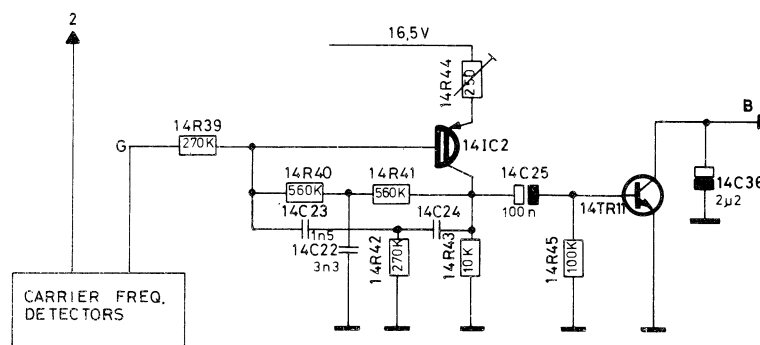 2
16,5V
14R44
250
14R39
G
270K
14IC2
B
14R40
14R41
14C25
560K
560K
14C23
14C24
100n
14TR11
14C36
2µ2
1n5
14C22
3n3
14R42
270K
14R43
10K
14R45
100K
CARRIER FREQ.
DETECTORS